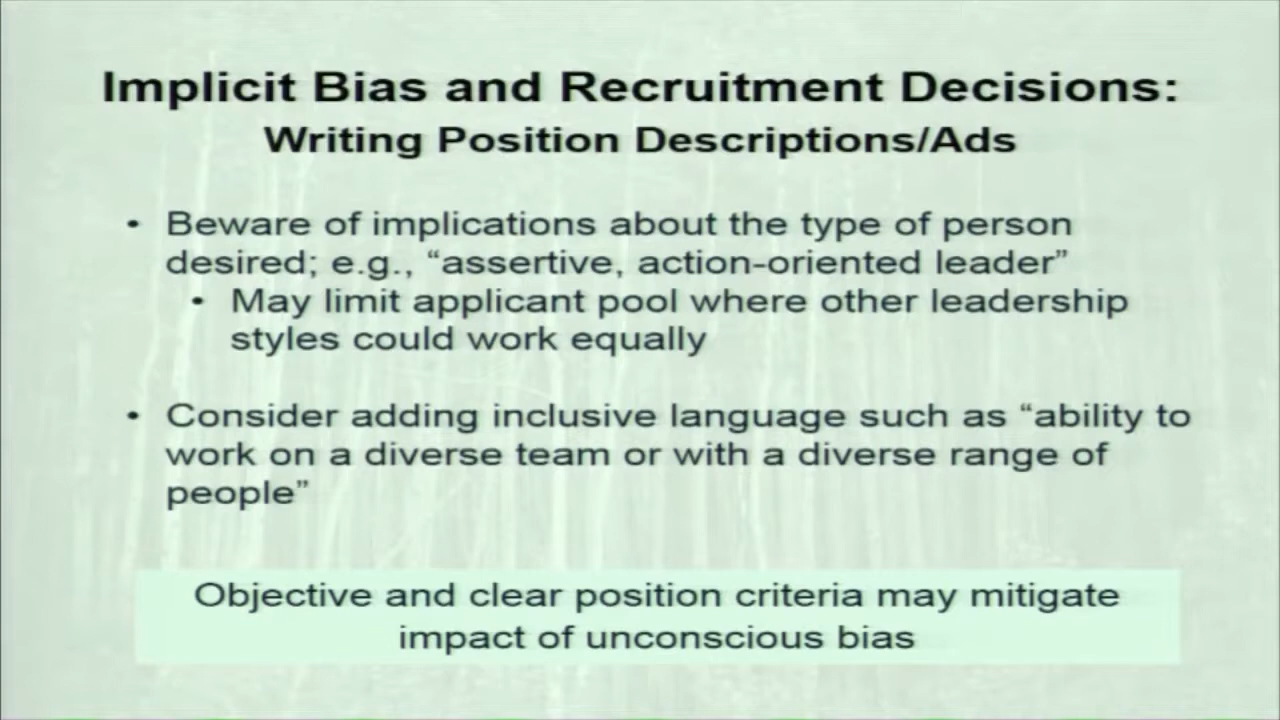 Implicit Bias and Recruitment Decisions:
Writing Position Descriptions/Ads
• Beware of implications about the type of person
desired; e.g., “assertive, action-oriented leader”
• May limit applicant pool where other leadership
styles could work equally
• Consider adding inclusive language such as “ability to
work on a diverse team or with a diverse range of
people”
Objective and clear position criteria may mitigate
impact of unconscious bias